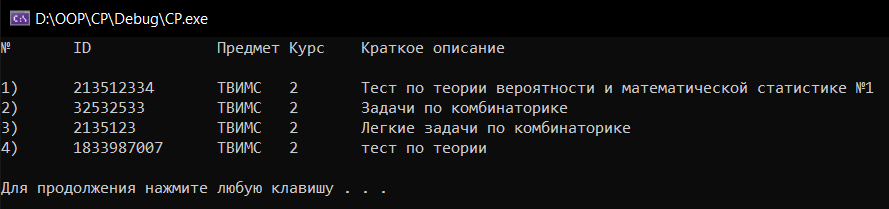 D:\OOP\CP\Debug\CP.exe
№ ID Предмет Курс Краткое описание
1) 213512334 ТВИМС 2 Тест по теории вероятности и математической статистике №1
2) 32532533 ТВИМС 2 Задачи по комбинаторике
3) 2135123 ТВИМС 2 Легкие задачи по комбинаторике
4) 1833987007 ТВИМС 2 тест по теории
Для продолжения нажмите любую клавишу . . .